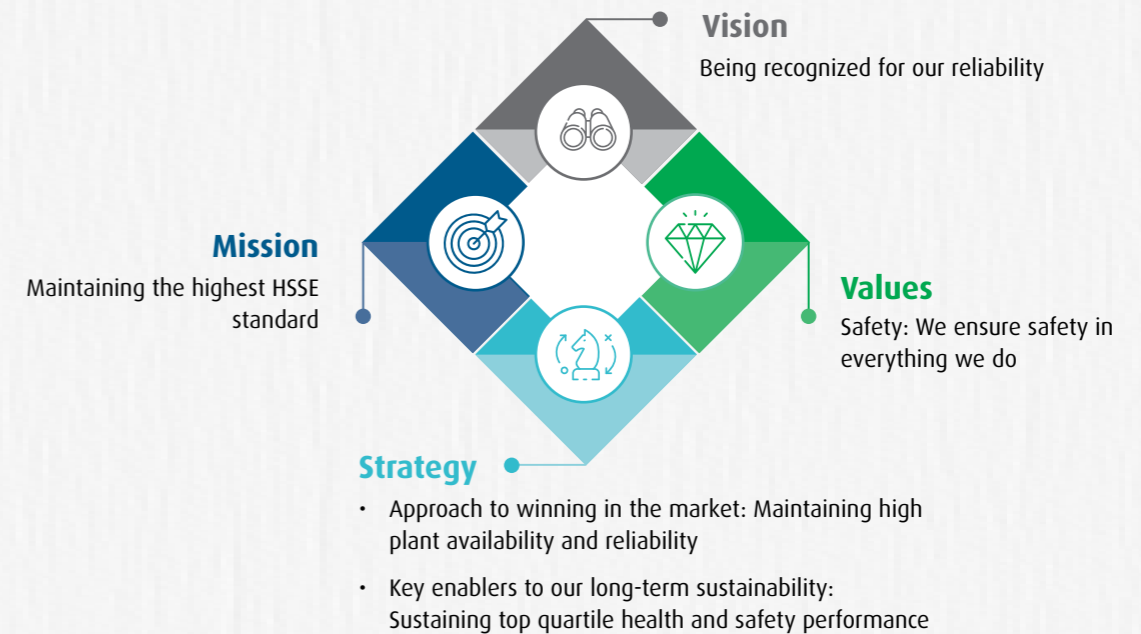 Vision
Being recognized for our reliability
Mission
Maintaining the highest HSSE
standard
Values
Safety: We ensure safety in
everything we do
Strategy
• Approach to winning in the market: Maintaining high
plant availability and reliability
• Key enablers to our long-term sustainability:
Sustaining top quartile health and safety performance